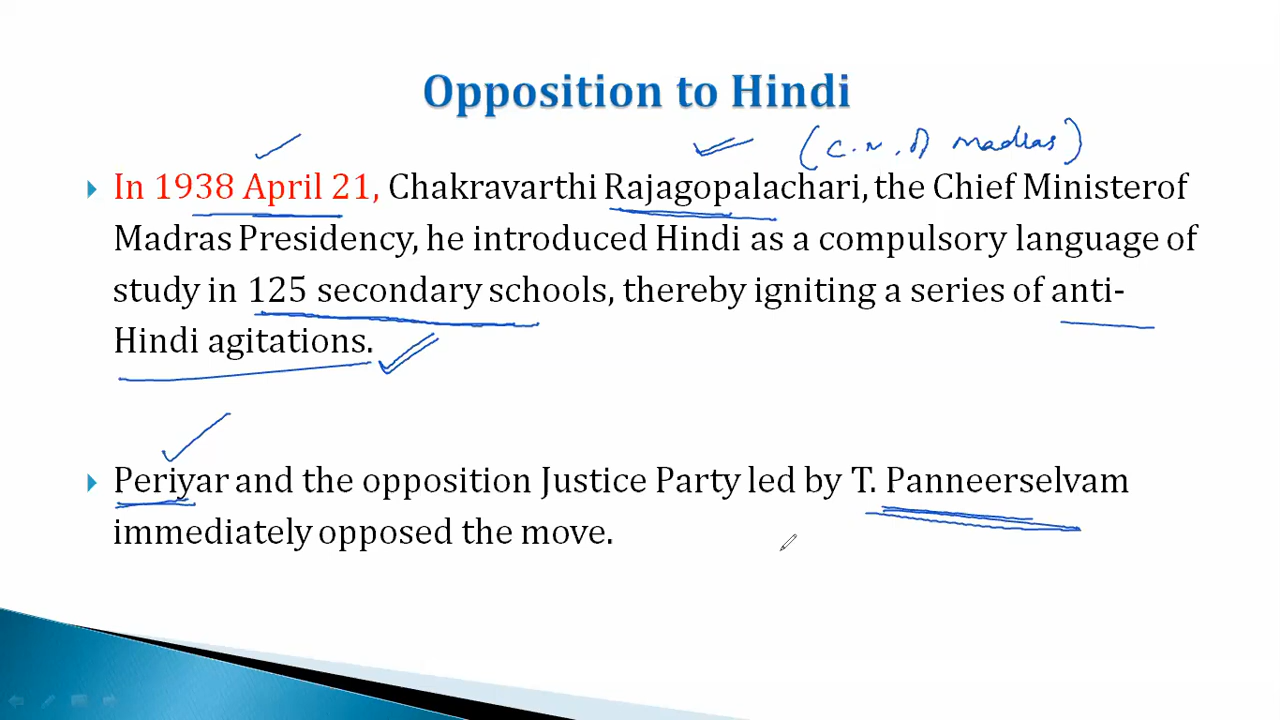 Opposition to Hindi
(C.M. of Madras)
In 1938 April 21, Chakravarthi Rajagopalachari, the Chief Ministerof
Madras Presidency, he introduced Hindi as a compulsory language of
study in 125 secondary schools, thereby igniting a series of anti-
Hindi agitations.
Periyar and the opposition Justice Party led by T. Panneerselvam
immediately opposed the move.